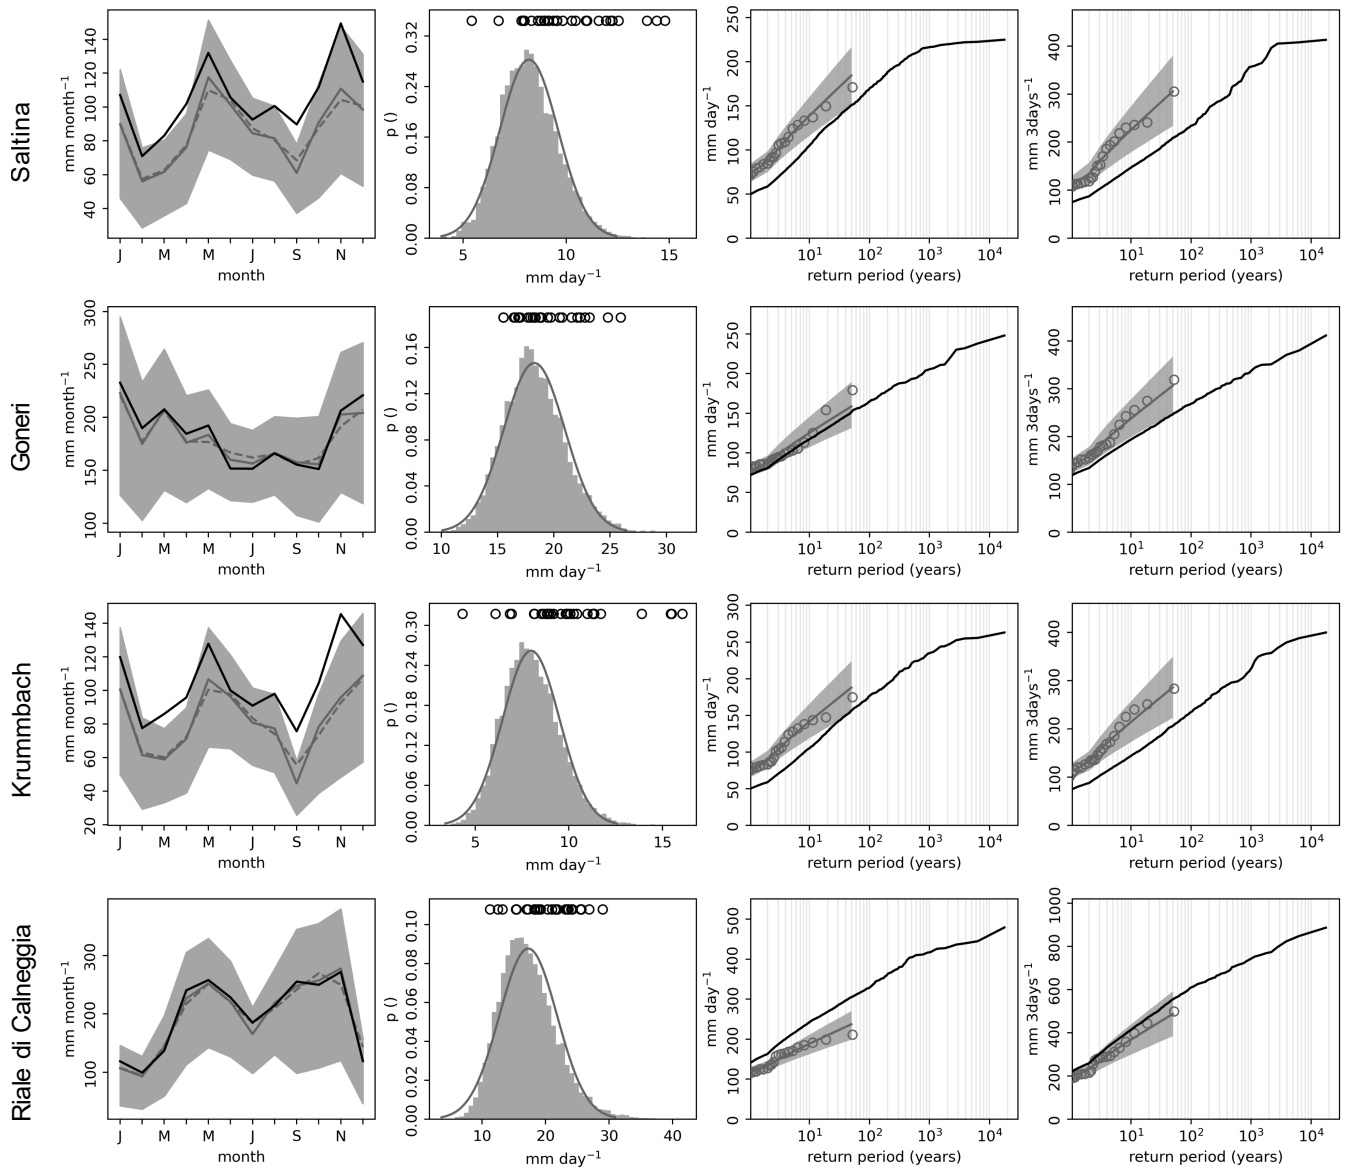 Saltina
mm month⁻¹
40 60 80 100 120 140
J M M J S N
month
p ()
0.00 0.08 0.16 0.24 0.32
5 10 15
mm day⁻¹
mm day⁻¹
0 50 100 150 200 250
10¹ 10² 10³ 10⁴
return period (years)
mm 3days⁻¹
0 100 200 300 400
10¹ 10² 10³ 10⁴
return period (years)
Goneri
mm month⁻¹
100 150 200 250 300
J M M J S N
month
p ()
0.00 0.04 0.08 0.12 0.16
10 15 20 25 30
mm day⁻¹
mm day⁻¹
0 50 100 150 200 250
10¹ 10² 10³ 10⁴
return period (years)
mm 3days⁻¹
0 100 200 300 400
10¹ 10² 10³ 10⁴
return period (years)
Krummbach
mm month⁻¹
20 40 60 80 100 120 140
J M M J S N
month
p ()
0.00 0.06 0.12 0.18 0.24 0.30
5 10 15
mm day⁻¹
mm day⁻¹
0 50 100 150 200 250 300
10¹ 10² 10³ 10⁴
return period (years)
mm 3days⁻¹
0 100 200 300 400
10¹ 10² 10³ 10⁴
return period (years)
Riale di Calneggia
mm month⁻¹
100 200 300
J M M J S N
month
p ()
0.00 0.02 0.04 0.06 0.08 0.10
10 20 30 40
mm day⁻¹
mm day⁻¹
0 100 200 300 400 500
10¹ 10² 10³ 10⁴
return period (years)
mm 3days⁻¹
0 200 400 600 800 1000
10¹ 10² 10³ 10⁴
return period (years)